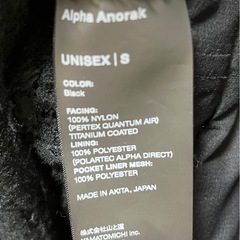 Alpha Anorak
UNISEX | S
COLOR:
Black
FACING:
100% NYLON
(PERTEX QUANTUM AIR)
TITANIUM COATED
LINING:
100% POLYESTER
(POLARTEC ALPHA DIRECT)
POCKET LINER MESH:
100% POLYESTER
MADE IN AKITA, JAPAN
株式会社山と道
YAMATOMICHI Inc.